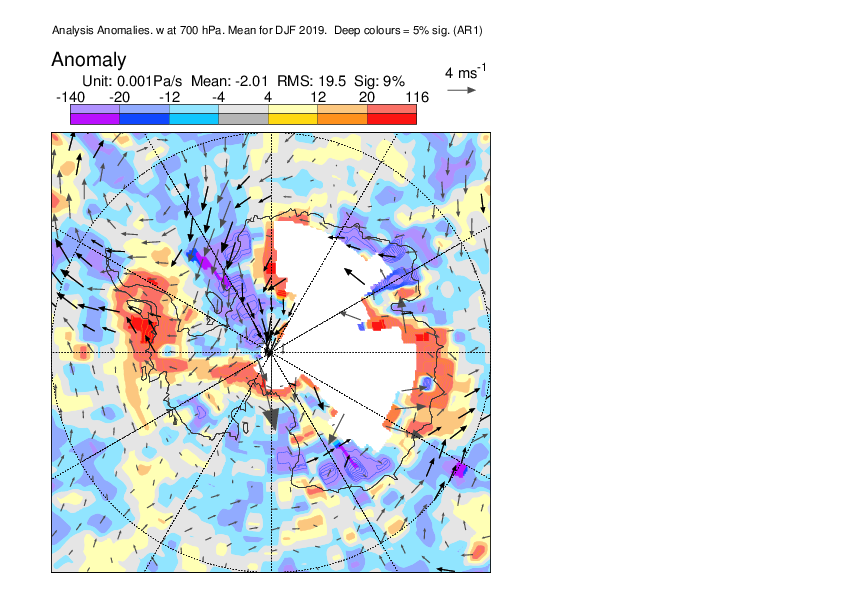 Analysis Anomalies. w at 700 hPa. Mean for DJF 2019. Deep colours = 5% sig. (AR1)
Anomaly
4 ms-1
Unit: 0.001Pa/s Mean: -2.01 RMS: 19.5 Sig: 9%
-140 -20 -12 -4 4 12 20 116